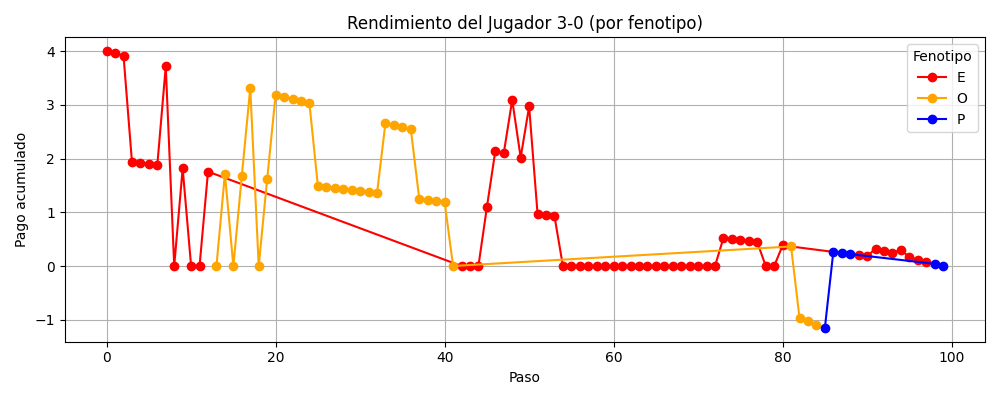 Rendimiento del Jugador 3-0 (por fenotipo)
Pago acumulado
4
3
2
1
0
−1
Fenotipo
E
O
P
0 20 40 60 80 100
Paso